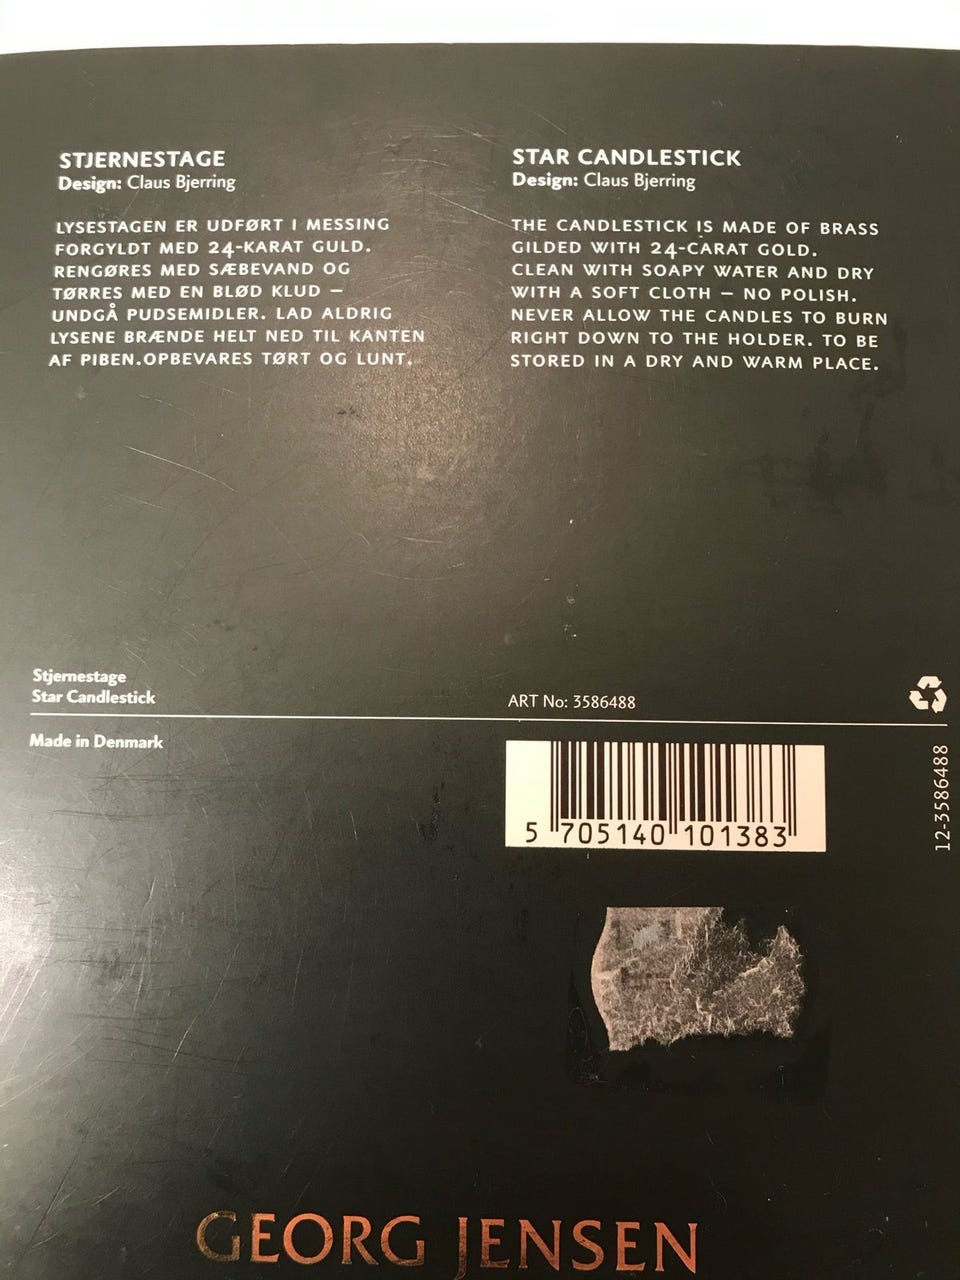 STJERNESTAGE
Design: Claus Bjerring
LYSESTAGEN ER UDFØRT I MESSING
FORGYLDT MED 24-KARAT GULD.
RENGØRES MED SÆBEVAND OG
TØRRES MED EN BLØD KLUD –
UNDGÅ PUDSEMIDLER. LAD ALDRIG
LYSENE BRÆNDE HELT NED TIL KANTEN
AF PIBEN.OPBEVARES TØRT OG LUNT.
STAR CANDLESTICK
Design: Claus Bjerring
THE CANDLESTICK IS MADE OF BRASS
GILDED WITH 24-CARAT GOLD.
CLEAN WITH SOAPY WATER AND DRY
WITH A SOFT CLOTH – NO POLISH.
NEVER ALLOW THE CANDLES TO BURN
RIGHT DOWN TO THE HOLDER. TO BE
STORED IN A DRY AND WARM PLACE.
Stjernestage
Star Candlestick
ART No: 3586488
Made in Denmark
5 705140 101383
12-3586488
GEORG JENSEN